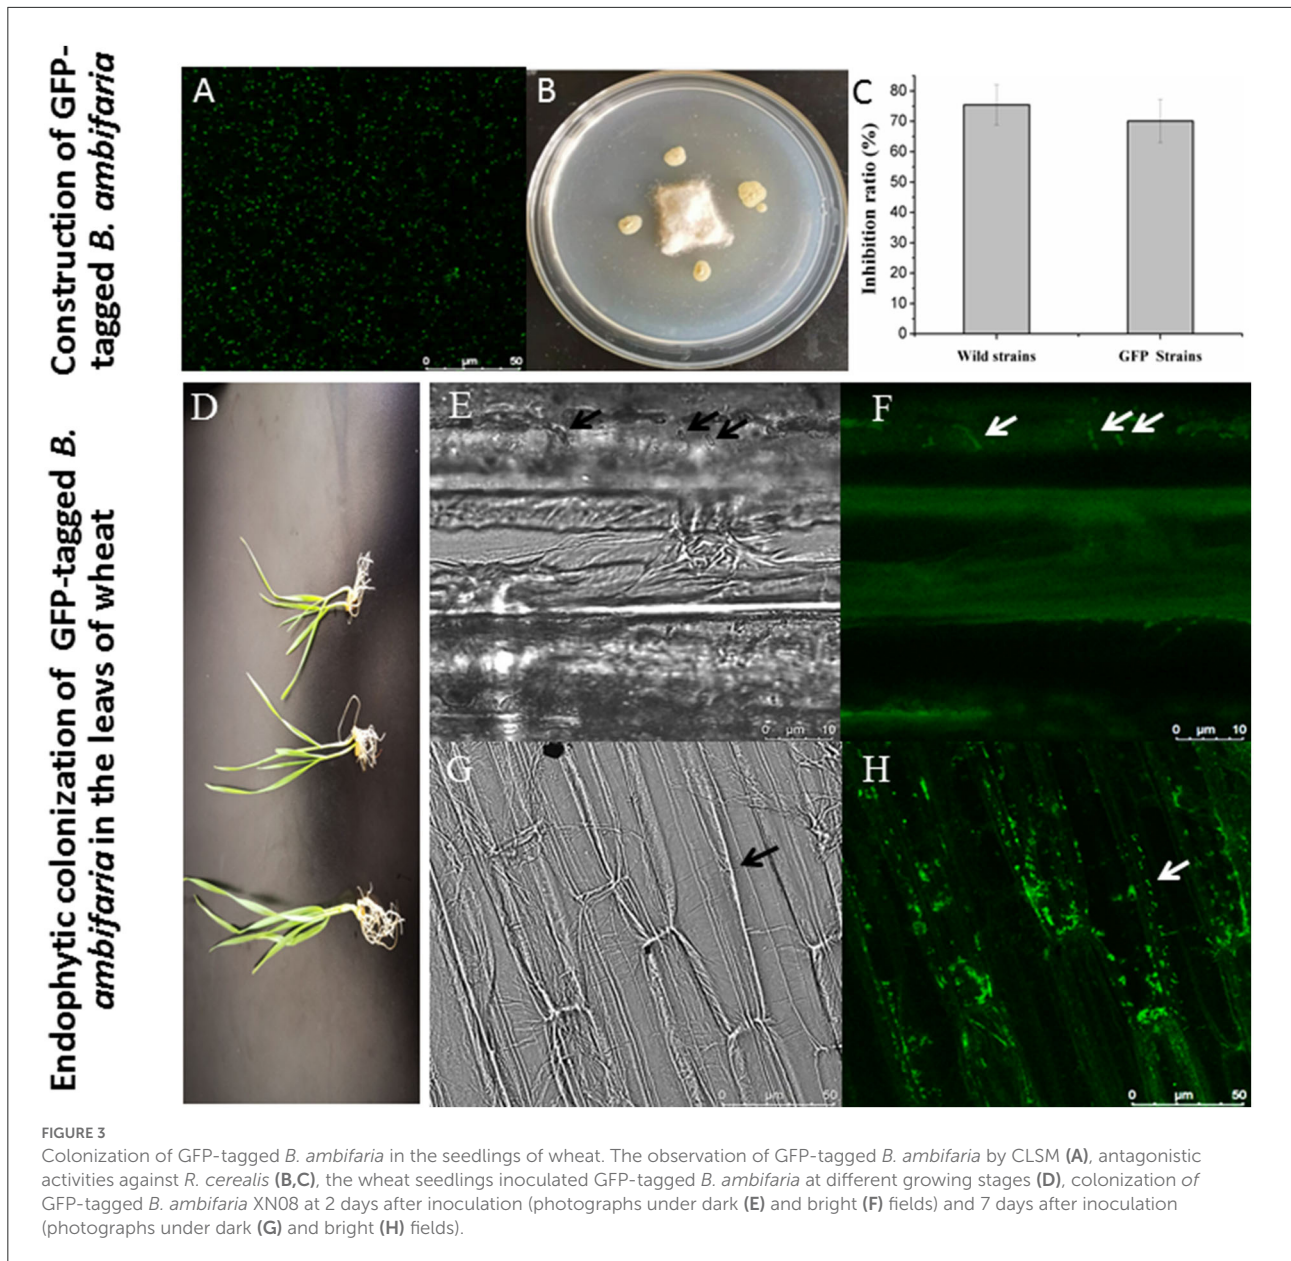 Construction of GFP-
tagged B. ambifaria
A
0 µm 50
B
C
Inhibition ratio (%)
80
70
60
50
40
30
20
10
0
Wild strains
GFP Strains
Endophytic colonization of GFP-tagged B.
ambifaria in the leavs of wheat
D
E
0 µm 10
F
0 µm 10
G
0 µm 50
H
0 µm 50
FIGURE 3
Colonization of GFP-tagged B. ambifaria in the seedlings of wheat. The observation of GFP-tagged B. ambifaria by CLSM (A), antagonistic
activities against R. cerealis (B,C), the wheat seedlings inoculated GFP-tagged B. ambifaria at different growing stages (D), colonization of
GFP-tagged B. ambifaria XN08 at 2 days after inoculation (photographs under dark (E) and bright (F) fields) and 7 days after inoculation
(photographs under dark (G) and bright (H) fields).